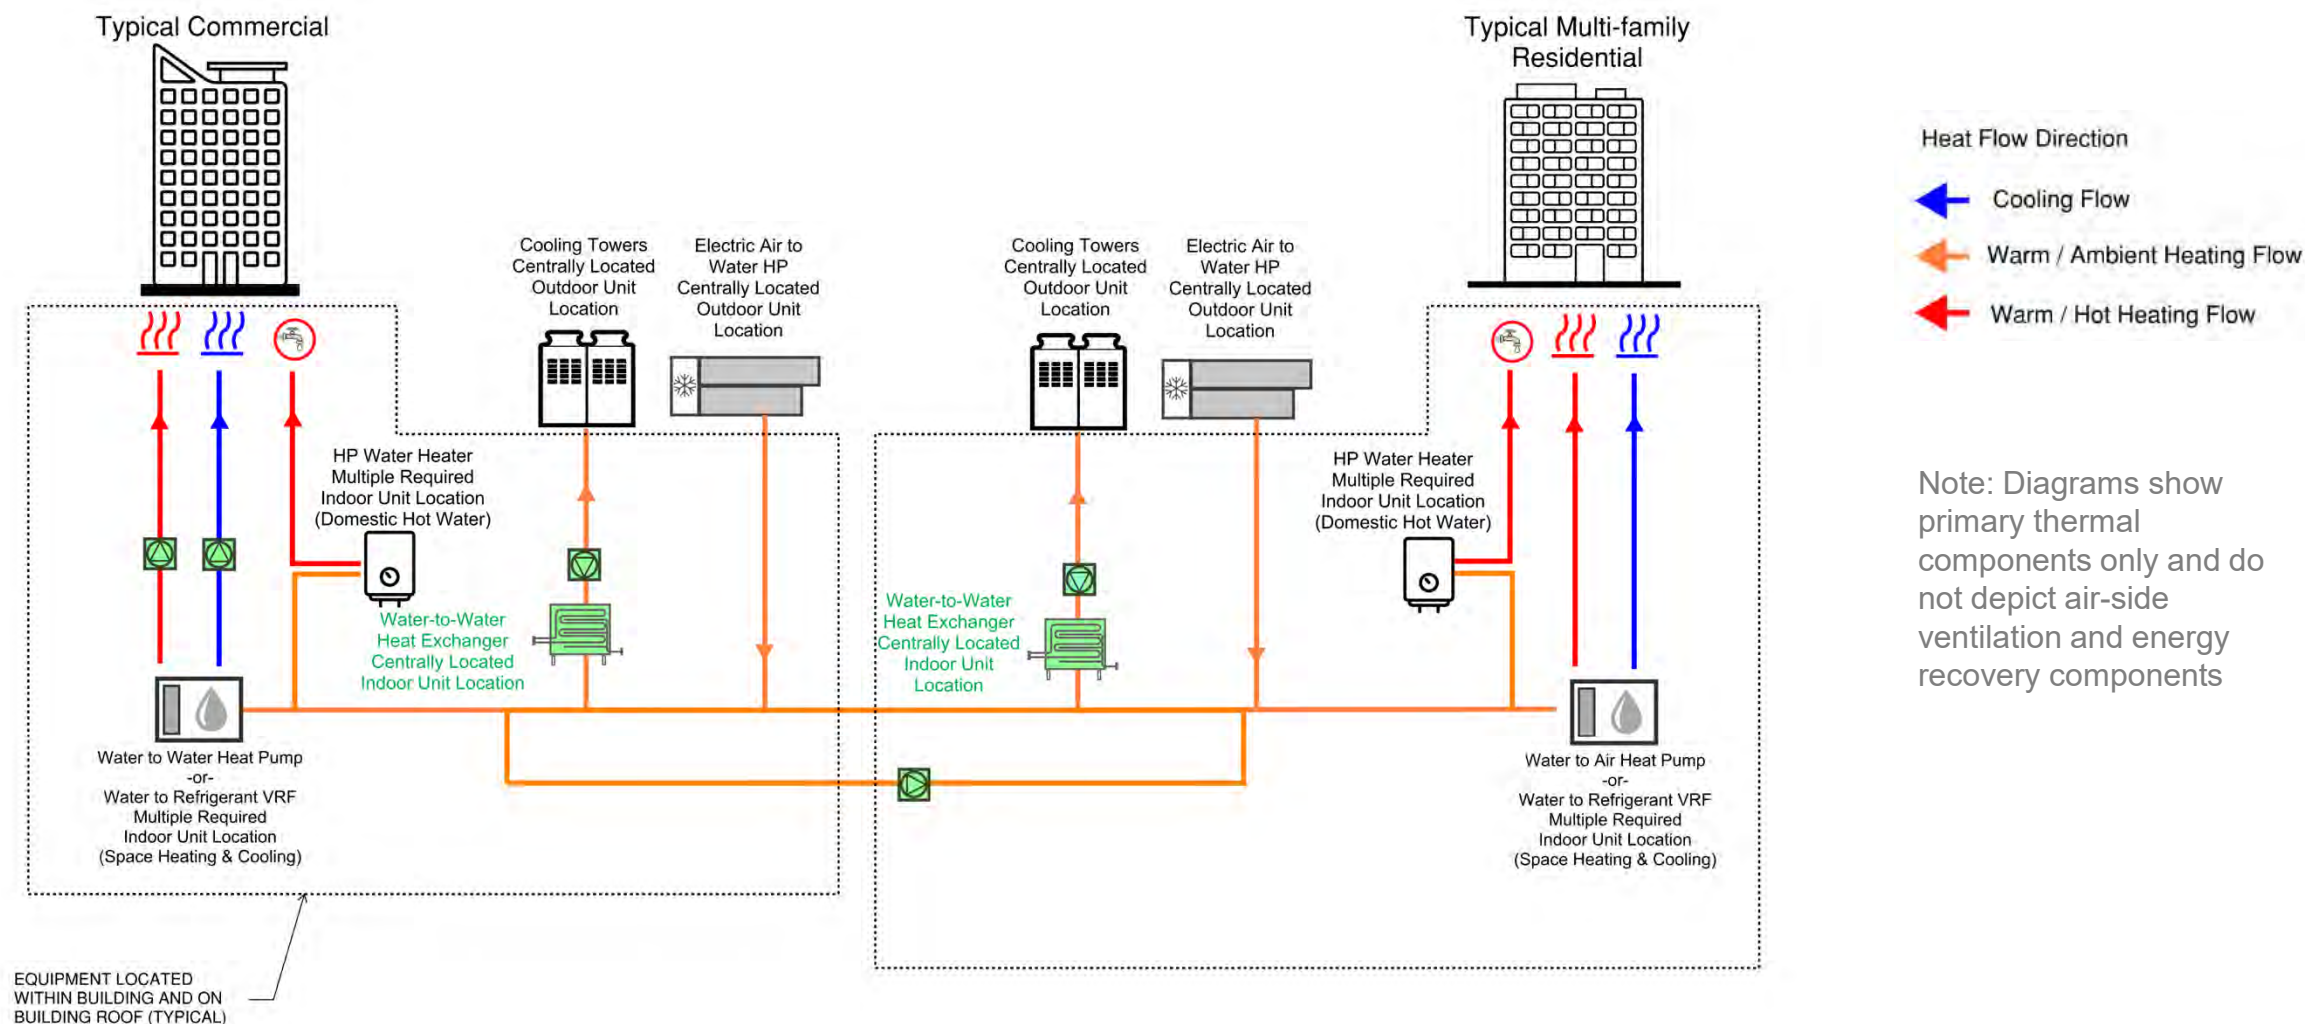 Typical Commercial
Typical Multi-family
Residential
Heat Flow Direction
Cooling Flow
Warm / Ambient Heating Flow
Warm / Hot Heating Flow
Cooling Towers
Centrally Located
Outdoor Unit
Location
Electric Air to
Water HP
Centrally Located
Outdoor Unit
Location
Cooling Towers
Centrally Located
Outdoor Unit
Location
Electric Air to
Water HP
Centrally Located
Outdoor Unit
Location
HP Water Heater
Multiple Required
Indoor Unit Location
(Domestic Hot Water)
HP Water Heater
Multiple Required
Indoor Unit Location
(Domestic Hot Water)
Note: Diagrams show
primary thermal
components only and do
not depict air-side
ventilation and energy
recovery components
Water-to-Water
Heat Exchanger
Centrally Located
Indoor Unit Location
Water-to-Water
Heat Exchanger
Centrally Located
Indoor Unit
Location
Water to Water Heat Pump
-or-
Water to Refrigerant VRF
Multiple Required
Indoor Unit Location
(Space Heating & Cooling)
Water to Air Heat Pump
-or-
Water to Refrigerant VRF
Multiple Required
Indoor Unit Location
(Space Heating & Cooling)
EQUIPMENT LOCATED
WITHIN BUILDING AND ON
BUILDING ROOF (TYPICAL)